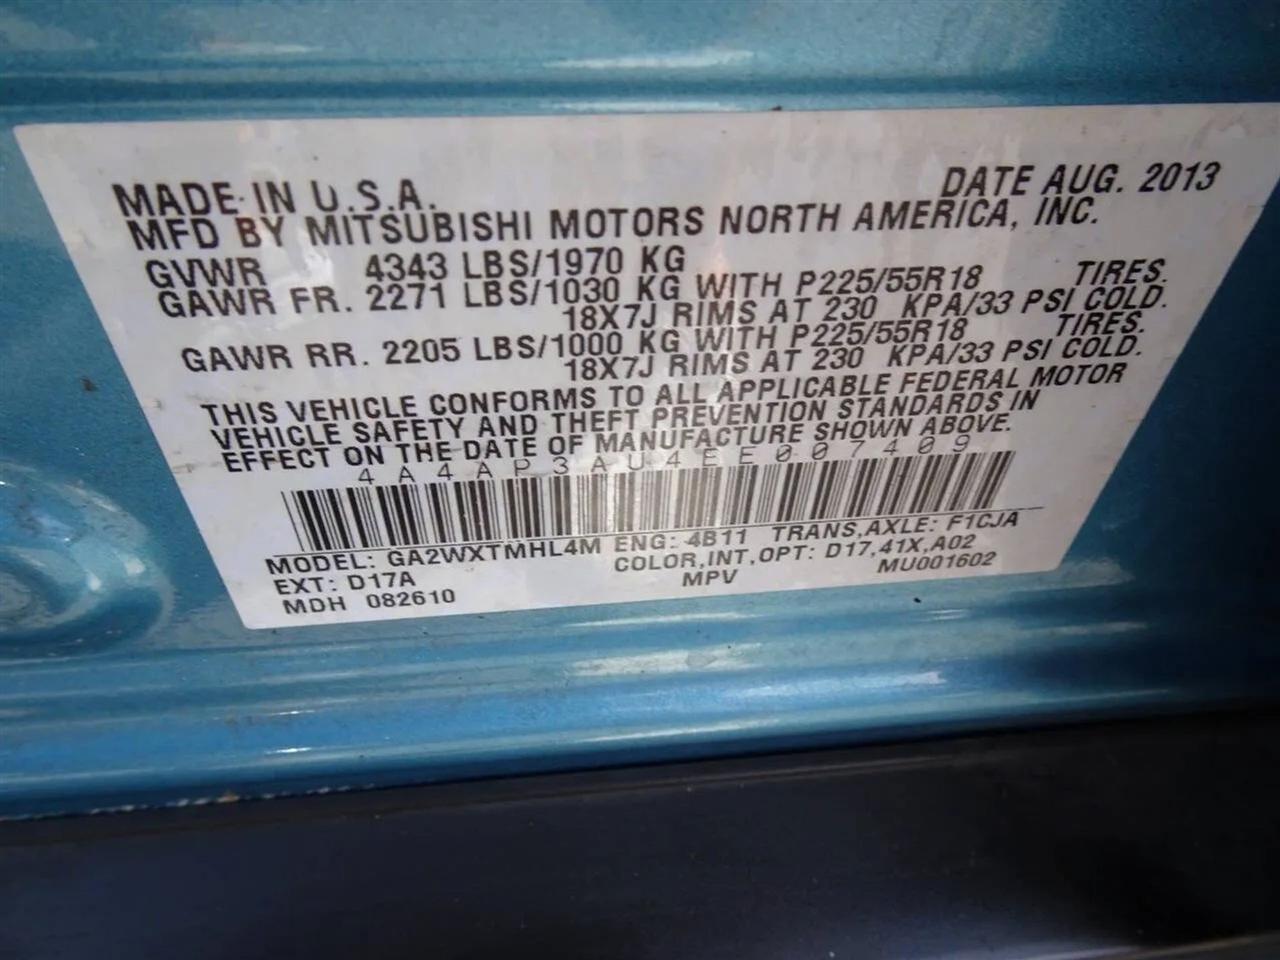 DATE AUG. 2013
MADE IN U.S.A.
MFD BY MITSUBISHI MOTORS NORTH AMERICA, INC.
GVWR 4343 LBS/1970 KG
GAWR FR. 2271 LBS/1030 KG WITH P225/55R18 TIRES.
18X7J RIMS AT 230 KPA/33 PSI COLD.
GAWR RR. 2205 LBS/1000 KG WITH P225/55R18 TIRES.
18X7J RIMS AT 230 KPA/33 PSI COLD.
THIS VEHICLE CONFORMS TO ALL APPLICABLE FEDERAL MOTOR
VEHICLE SAFETY AND THEFT PREVENTION STANDARDS IN
EFFECT ON THE DATE OF MANUFACTURE SHOWN ABOVE.
4A4AP3AU4EE007409
MODEL: GA2WXTMHL4M ENG: 4B11 TRANS,AXLE: F1CJA
EXT: D17A COLOR,INT,OPT: D17,41X,A02
MDH 082610 MPV MU001602